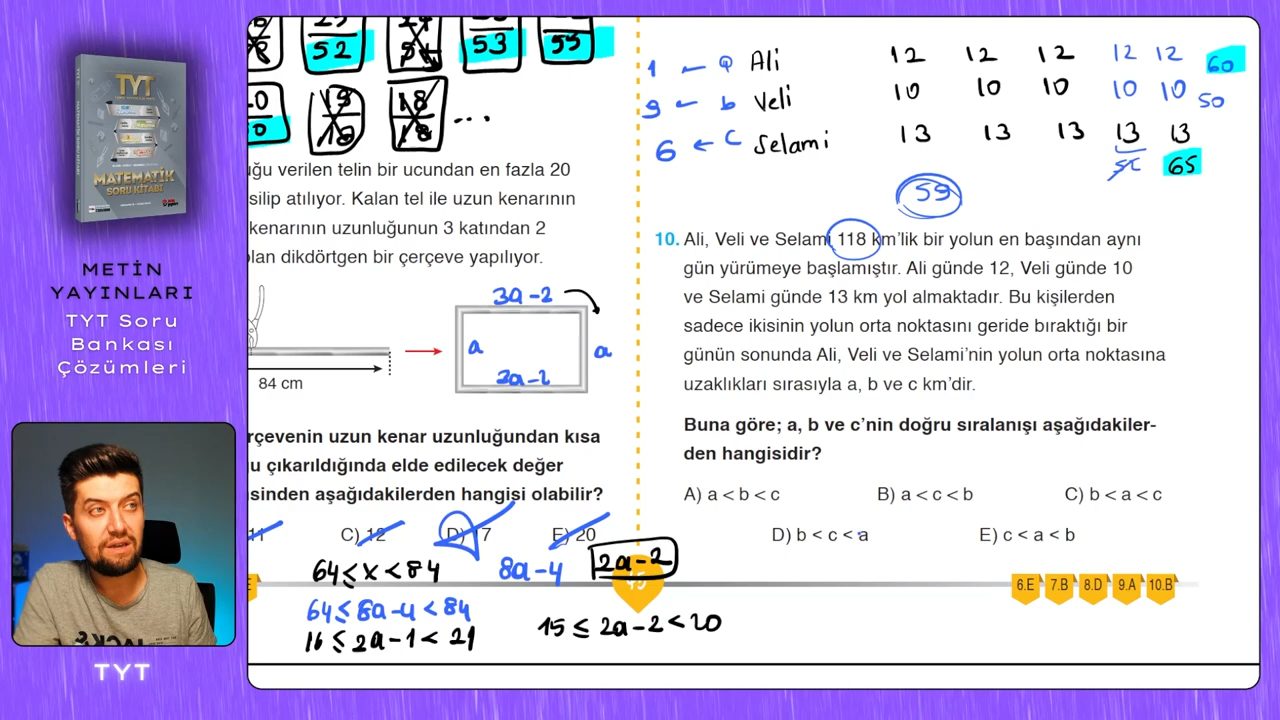 TYT
MATEMATİK
SORU KİTABI
METİN
YAYINLARI
TYT Soru
Bankası
Çözümleri
TYT
52
53
55
...
uğu verilen telin bir ucundan en fazla 20
silip atılıyor. Kalan tel ile uzun kenarının
kenarının uzunluğunun 3 katından 2
olan dikdörtgen bir çerçeve yapılıyor.
3a-2
a
a
3a-2
84 cm
erçevenin uzun kenar uzunluğundan kısa
u çıkarıldığında elde edilecek değer
sinden aşağıdakilerden hangisi olabilir?
11 C) 12 D) 17 E) 20
64 ≤ x < 84 8a-4 2a-2
64 ≤ 8a-4 < 84
16 ≤ 2a-1 < 21 15 ≤ 2a-2 < 20
45
1 ← a Ali 12 12 12 12 12 60
9 ← b Veli 10 10 10 10 10 50
6 ← c Selami 13 13 13 13 13
52 65
59
10. Ali, Veli ve Selami 118 km'lik bir yolun en başından aynı
gün yürümeye başlamıştır. Ali günde 12, Veli günde 10
ve Selami günde 13 km yol almaktadır. Bu kişilerden
sadece ikisinin yolun orta noktasını geride bıraktığı bir
günün sonunda Ali, Veli ve Selami'nin yolun orta noktasına
uzaklıkları sırasıyla a, b ve c km'dir.
Buna göre; a, b ve c'nin doğru sıralanışı aşağıdakiler-
den hangisidir?
A) a < b < c B) a < c < b C) b < a < c
D) b < c < a E) c < a < b
6.E 7.B 8.D 9.A 10.B